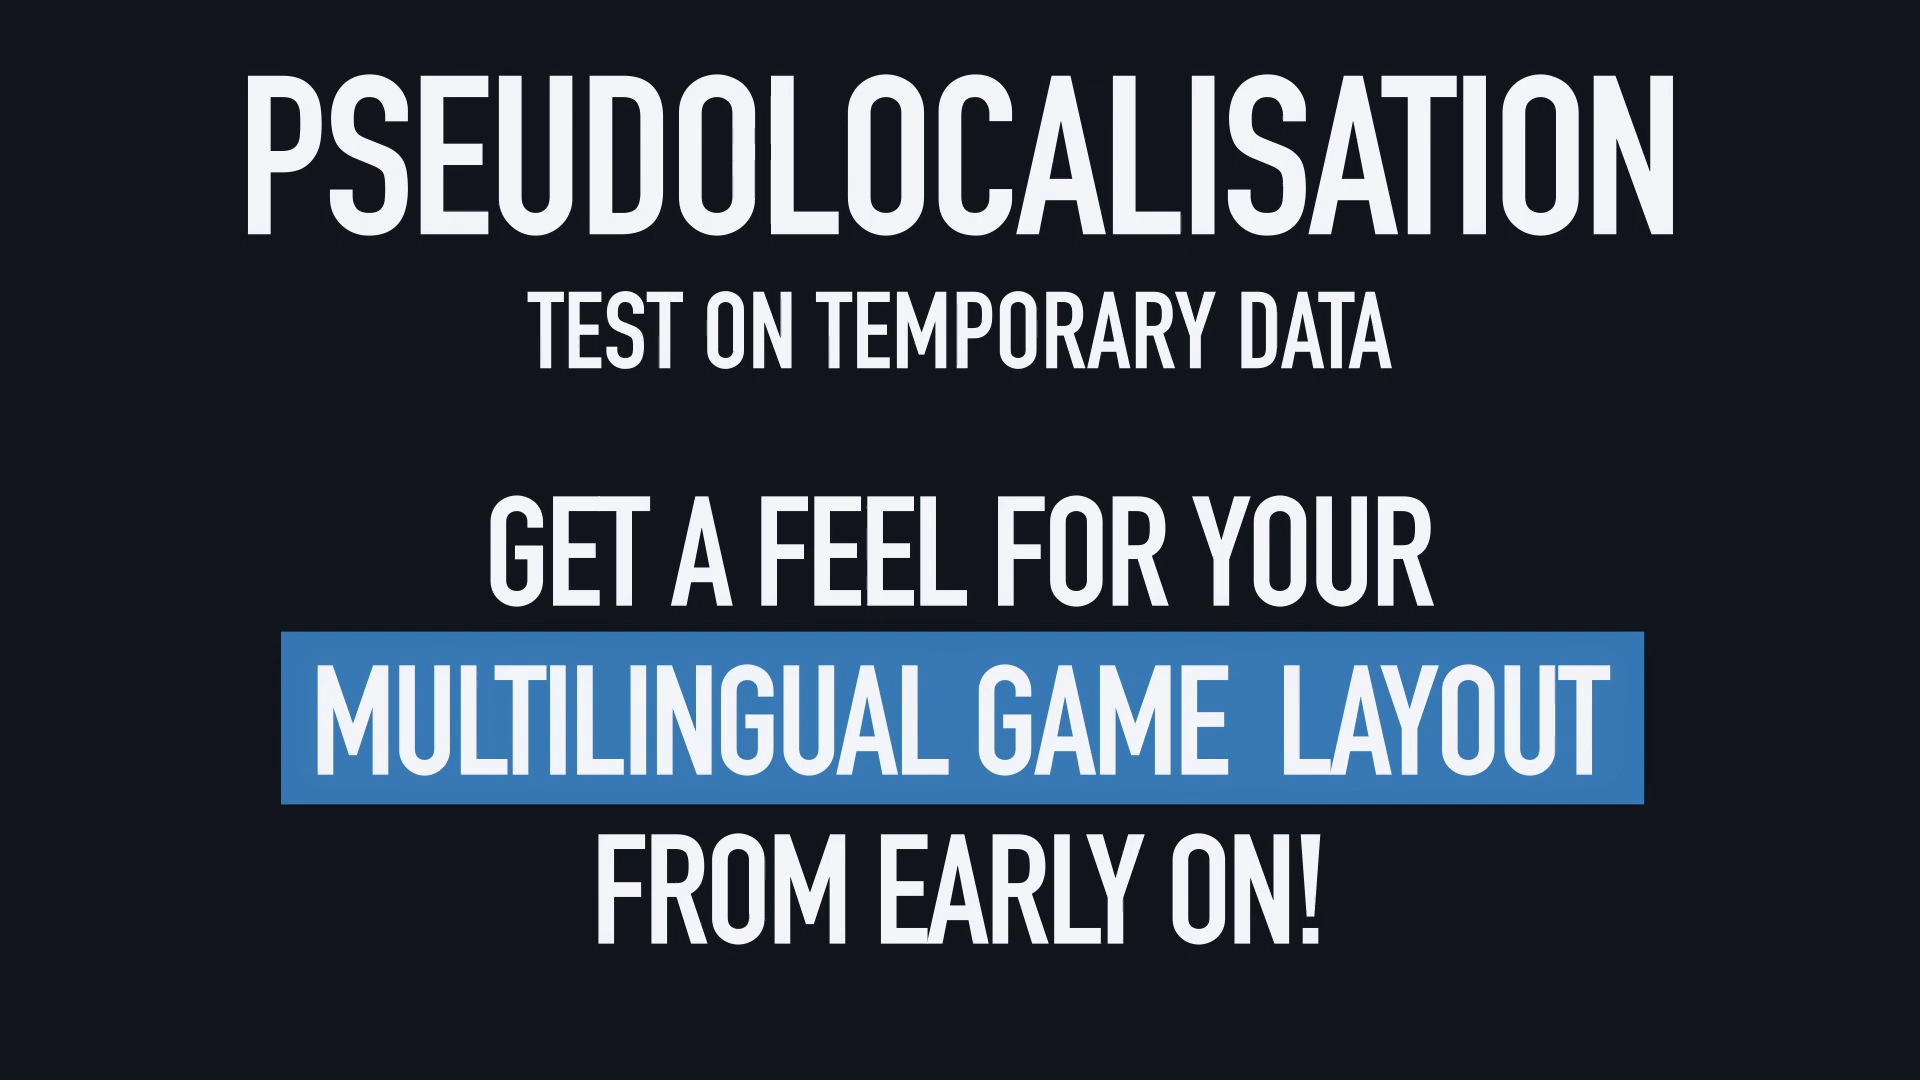 PSEUDOLOCALISATION
TEST ON TEMPORARY DATA
GET A FEEL FOR YOUR
MULTILINGUAL GAME LAYOUT
FROM EARLY ON!